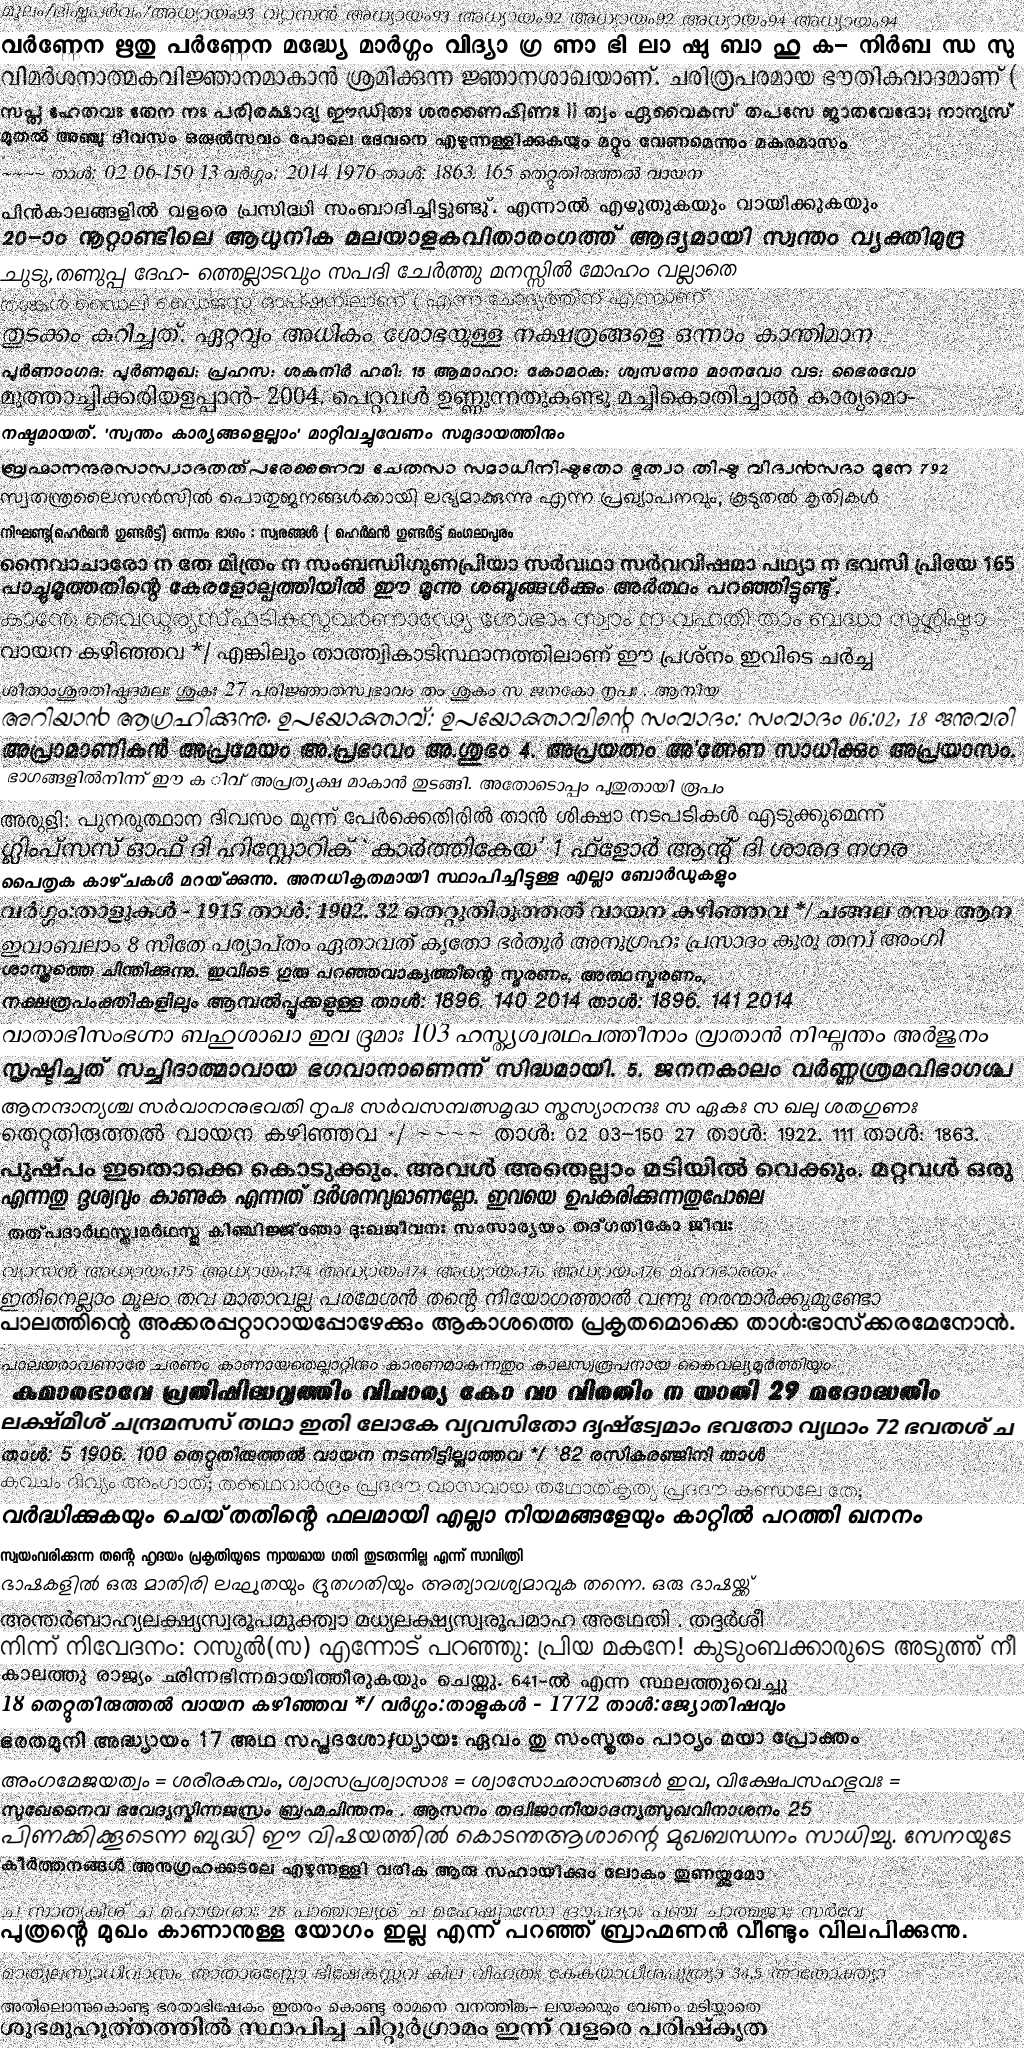 മൂലം/ഭീഷ്മപർവം/അധ്യായം93 വ്യാസൻ അധ്യായം93 അധ്യായം92 അധ്യായം92 അധ്യായം94 അധ്യായം94
വർണേന ഋതു പർണേന മദ്ധ്യേ മാർഗ്ഗം വിദ്യാ ഗ്ര ണാ ഭി ലാ ഷു ബാ ഹു ക– നിർബ ന്ധ സു
വിമർശനാത്മകവിജ്ഞാനമാകാൻ ശ്രമിക്കുന്ന ജ്ഞാനശാഖയാണ്. ചരിത്രപരമായ ഭൗതികവാദമാണ് (
സപ്ത ഹേതവഃ തേന നഃ പരിരക്ഷാദ്യ ഈഡിതഃ ശരണൈഷിണഃ || ത്വം ഏവൈകസ് തപസേ ജാതവേദോ; നാന്യസ്
മുതൽ അഞ്ചു ദിവസം ഒരുൽസവം പോലെ ദേവനെ എഴുന്നള്ളിക്കുകയും മറ്റും വേണമെന്നും മകരമാസം
~~~~ താൾ: 02 06-150 13 വർഗ്ഗം: 2014 1976 താൾ: 1863. 165 തെറ്റുതിരുത്തൽ വായന
പിൻകാലങ്ങളിൽ വളരെ പ്രസിദ്ധി സംബാദിച്ചിട്ടുണ്ടു്. എന്നാൽ എഴുതുകയും വായിക്കുകയും
20–ാം നൂറ്റാണ്ടിലെ ആധുനിക മലയാളകവിതാരംഗത്ത് ആദ്യമായി സ്വന്തം വ്യക്തിമുദ്ര
ചുടു,തണുപ്പ ദേഹ- ത്തെല്ലാടവും സപദി ചേർത്തു മനസ്സിൽ മോഹം വല്ലാതെ
താങ്കൾ ഡൈലി ഡൈജസ്റ്റ് ഓപ്ഷനിലാണ് ( എന്ന ചോദ്യത്തിന് എന്നാണ്
തുടക്കം കുറിച്ചത്. ഏറ്റവും അധികം ശോഭയുള്ള നക്ഷത്രങ്ങളെ ഒന്നാം കാന്തിമാന
പൂർണാംഗദ: പൂർണമുഖ: പ്രഹസ: ശകുനിർ ഹരി: 15 ആമാഹഠ: കോമഠക: ശ്വസനോ മാനവോ വട: ഭൈരവോ
മുത്താച്ചിക്കരിയളപ്പാൻ- 2004. പെറ്റവൾ ഉണ്ണുന്നതുകണ്ടു മച്ചികൊതിച്ചാൽ കാര്യമൊ-
നഷ്ടമായത്. 'സ്വന്തം കാര്യങ്ങളെല്ലാം' മാറ്റിവച്ചുവേണം സമുദായത്തിനും
ബ്രഹ്മാനന്ദരസാസ്വാദതത്പരേണൈവ ചേതസാ സമാധിനിഷ്ഠതോ ഭൂത്വാ തിഷ്ഠ വിദ്വൻസദാ മുനേ 792
സ്വതന്ത്രലൈസൻസിൽ പൊതുജനങ്ങൾക്കായി ലഭ്യമാക്കുന്നു എന്ന പ്രഖ്യാപനവും, കൂടുതൽ കൃതികൾ
നിഘണ്ടു(ഹെർമൻ ഗുണ്ടർട്ട്) ഒന്നാം ഭാഗം : സ്വരങ്ങൾ ( ഹെർമൻ ഗുണ്ടർട്ട് മംഗലാപുരം
നൈവാചാരോ ന തേ മിത്രം ന സംബന്ധിഗുണപ്രിയാ സർവഥാ സർവവിഷമാ പഥ്യാ ന ഭവസി പ്രിയേ 165
പാച്ചുമൂത്തതിന്റെ കേരളോല്പത്തിയിൽ ഈ മൂന്നു ശബ്ദങ്ങൾക്കും അർത്ഥം പറഞ്ഞിട്ടുണ്ടു്.
കാന്തേ വൈഡൂര്യസ്ഫടികസുവർണാഢ്യേ ശോഭാം സ്വാം ന വഹതി താം ബദ്ധാ സുശ്ലിഷ്ടാ
വായന കഴിഞ്ഞവ */ എങ്കിലും താത്ത്വികാടിസ്ഥാനത്തിലാണ് ഈ പ്രശ്നം ഇവിടെ ചർച്ച
ശീതാംശുരതിഷ്ഠദമലഃ ശുകഃ 27 പരിജ്ഞാതസ്വഭാവം തം ശുകം സ ജനകോ നൃപഃ . ആനിയ
അറിയാൻ ആഗ്രഹിക്കുന്നു. ഉപയോക്താവ്: ഉപയോക്താവിന്റെ സംവാദം: സംവാദം 06:02, 18 ജനുവരി
അപ്രാമാണികൻ അപ്രമേയം അ.പ്രഭാവം അ.ശുഭം 4. അപ്രയത്നം അ'ത്നേണ സാധിക്കും അപ്രയാസം.
ഭാഗങ്ങളിൽനിന്ന് ഈ ക ിവ് അപ്രത്യക്ഷ മാകാൻ തുടങ്ങി. അതോടൊപ്പം പുതുതായി രൂപം
അരുളി: പുനരുത്ഥാന ദിവസം മൂന്ന് പേർക്കെതിരിൽ താൻ ശിക്ഷാ നടപടികൾ എടുക്കുമെന്ന്
ഗ്ലിംപ്സസ് ഓഫ് ദി ഹിസ്റ്റോറിക് 'കാർത്തികേയ' 1 ഫ്ളോർ ആന്റ് ദി ശാരദ നഗര
പൈതൃക കാഴ്ചകൾ മറയ്ക്കുന്നു. അനധികൃതമായി സ്ഥാപിച്ചിട്ടുള്ള എല്ലാ ബോർഡുകളും
വർഗ്ഗം:താളുകൾ - 1915 താൾ: 1902. 32 തെറ്റുതിരുത്തൽ വായന കഴിഞ്ഞവ */ ചങ്ങല രസം ആന
ഇവാബലാം 8 സീതേ പര്യാപ്തം ഏതാവത് കൃതോ ഭർതുർ അനുഗ്രഹഃ പ്രസാദം കുരു തന്വ് അംഗി
ശാസ്ത്രത്തെ ചിന്തിക്കുന്നു. ഇവിടെ ഗുരു പറഞ്ഞവാക്യത്തിന്റെ സ്മരണം, അത്ഥസ്മരണം,
നക്ഷത്രപംക്തികളിലും ആമ്പൽപ്പൂക്കളുള്ള താൾ: 1896. 140 2014 താൾ: 1896. 141 2014
വാതാഭിസംഭഗ്നാ ബഹുശാഖാ ഇവ ദ്രുമാഃ 103 ഹസ്ത്യശ്വരഥപത്തീനാം വ്രാതാൻ നിഘ്നന്തം അർജുനം
സൃഷ്ടിച്ചത് സച്ചിദാത്മാവായ ഭഗവാനാണെന്ന് സിദ്ധമായി. 5. ജനനകാലം വർണ്ണശ്രമവിഭാഗശ്ച
ആനന്ദാന്യശ്ച സർവാനനുഭവതി നൃപഃ സർവസമ്പത്സമൃദ്ധ സ്തസ്യാനന്ദഃ സ ഏകഃ സ ഖലു ശതഗുണഃ
തെറ്റുതിരുത്തൽ വായന കഴിഞ്ഞവ */ ~~~~ താൾ: 02 03–150 27 താൾ: 1922. 111 താൾ: 1863.
പുഷ്പം ഇതൊക്കെ കൊടുക്കും. അവൾ അതെല്ലാം മടിയിൽ വെക്കും. മറ്റവൾ ഒരു
എന്നതു ദൃശ്യവും കാണുക എന്നത് ദർശനവുമാണല്ലോ. ഇവയെ ഉപകരിക്കുന്നതുപോലെ
തത്പദാർഥസ്ത്വമർഥസ്തു കിഞ്ചിജ്ജ്ഞോ ദുഃഖജീവനഃ സംസാര്യേയം തദ്ഗതികോ ജീവഃ
വ്യാസൻ അധ്യായം175 അധ്യായം174 അധ്യായം174 അധ്യായം176 അധ്യായം176 മഹാഭാരതം
ഇതിനെല്ലാം മൂലം തവ മാതാവല്ല പരമേശൻ തന്റെ നിയോഗത്താൽ വന്നു നരന്മാർക്കുമുണ്ടോ
പാലത്തിന്റെ അക്കരപ്പറ്റാറായപ്പോഴേക്കും ആകാശത്തെ പ്രകൃതമൊക്കെ താൾ:ഭാസ്ക്കരമേനോൻ.
പാലയരാവണാരേ ചരണം കാണായതെല്ലാറ്റിനും കാരണമാകുന്നതും കാലസ്വരൂപനായ കൈവല്യമൂർത്തിയും
കുമാരഭാവേ പ്രതിഷിദ്ധവൃത്തിം വിചാര്യ കോ വാ വിരതിം ന യാതി 29 മദോദ്ധതിം
ലക്ഷ്മീശ് ചന്ദ്രമസസ് തഥാ ഇതി ലോകേ വ്യവസിതോ ദൃഷ്ട്വേമാം ഭവതോ വ്യഥാം 72 ഭവതശ് ച
താൾ: 5 1906. 100 തെറ്റുതിരുത്തൽ വായന നടന്നിട്ടില്ലാത്തവ */ '82 രസികരഞ്ജിനി താൾ
കവചം ദിവ്യം അംഗാത്; തഥൈവാർദ്രം പ്രദദൗ വാസവായ തഥോത്കൃത്യ പ്രദദൗ കുണ്ഡലേ തേ;
വർദ്ധിക്കുകയും ചെയ്തതിന്റെ ഫലമായി എല്ലാ നിയമങ്ങളേയും കാറ്റിൽ പറത്തി ഖനനം
സ്വയംവരിക്കുന്ന തന്റെ ഹൃദയം പ്രകൃതിയുടെ ന്യായമായ ഗതി തുടരുന്നില്ല എന്ന് സാവിത്രി
ഭാഷകളിൽ ഒരു മാതിരി ലഘുതയും ദ്രുതഗതിയും അത്യാവശ്യമാവുക തന്നെ. ഒരു ഭാഷയ്ക്ക്
അന്തർബാഹ്യലക്ഷ്യസ്വരൂപമുക്ത്വാ മധ്യലക്ഷ്യസ്വരൂപമാഹ അഥേതി . തദ്ദർശീ
നിന്ന് നിവേദനം: റസൂൽ(സ) എന്നോട് പറഞ്ഞു: പ്രിയ മകനേ! കുടുംബക്കാരുടെ അടുത്ത് നീ
കാലത്തു രാജ്യം ഛിന്നഭിന്നമായിത്തീരുകയും ചെയ്തു. 641-ൽ എന്ന സ്ഥലത്തുവെച്ചു
18 തെറ്റുതിരുത്തൽ വായന കഴിഞ്ഞവ */ വർഗ്ഗം:താളുകൾ - 1772 താൾ:ജ്യോതിഷവും
ഭരതമുനി അദ്ധ്യായം 17 അഥ സപ്തദശോƒധ്യായഃ ഏവം തു സംസ്കൃതം പാഠ്യം മയാ പ്രോക്തം
അംഗമേജയത്വം = ശരീരകമ്പം, ശ്വാസപ്രശ്വാസാഃ = ശ്വാസോഛാസങ്ങൾ ഇവ, വിക്ഷേപസഹഭുവഃ =
സുഖേനൈവ ഭവേദ്യസ്മിന്നജസ്രം ബ്രഹ്മചിന്തനം . ആസനം തദ്വിജാനീയാദന്യത്സുഖവിനാശനം 25
പിണക്കിക്കൂടെന്ന ബുദ്ധി ഈ വിഷയത്തിൽ കൊടന്തആശാന്റെ മുഖബന്ധനം സാധിച്ചു. സേനയുടേ
കീർത്തനങ്ങൾ അനുഗ്രഹക്കടലേ എഴുന്നള്ളി വരിക ആരു സഹായിക്കും ലോകം തുണയ്ക്കുമോ
ച സാത്യകിശ് ച മഹായശാഃ 28 പാഞ്ചാല്യശ് ച മഹേഷ്വാസോ ദ്രൗപദ്യാഃ പഞ്ച ചാത്മജാഃ സർവേ
പുത്രന്റെ മുഖം കാണാനുള്ള യോഗം ഇല്ല എന്ന് പറഞ്ഞ് ബ്രാഹ്മണൻ വീണ്ടും വിലപിക്കുന്നു.
കില 34,5
അതിലൊന്നുകൊണ്ടു ഭരതാഭിഷേകം ഇതരം കൊണ്ടു രാമനെ വനത്തിങ്ക– ലയക്കയും വേണം മടിയ്ക്കാതെ
ശുഭമുഹൂർത്തത്തിൽ സ്ഥാപിച്ച ചിറ്റൂർഗ്രാമം ഇന്ന് വളരെ പരിഷ്കൃത